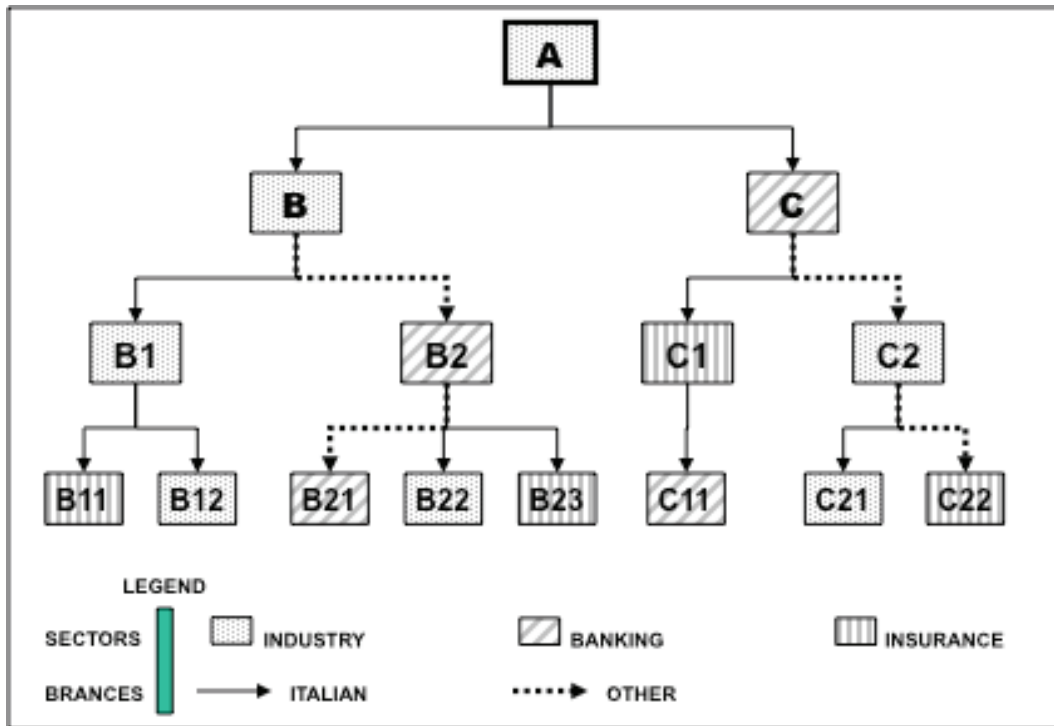 A
B C
B1 B2 C1 C2
B11 B12 B21 B22 B23 C11 C21 C22
LEGEND
SECTORS INDUSTRY BANKING INSURANCE
BRANCES ITALIAN OTHER